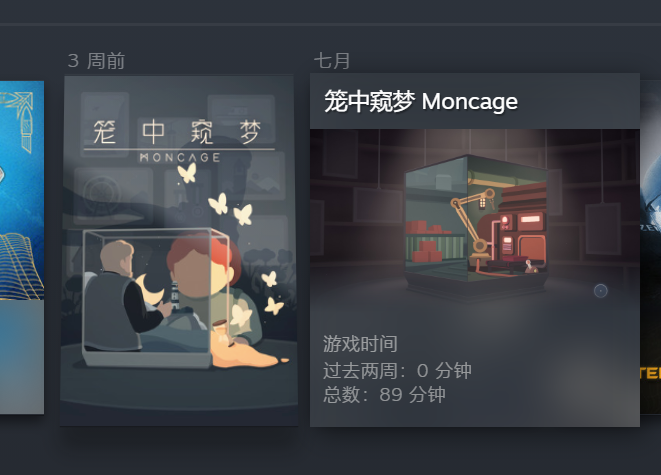 3 周前
七月
笼中窥梦
MONCAGE
笼中窥梦 Moncage
游戏时间
过去两周：0 分钟
总数：89 分钟